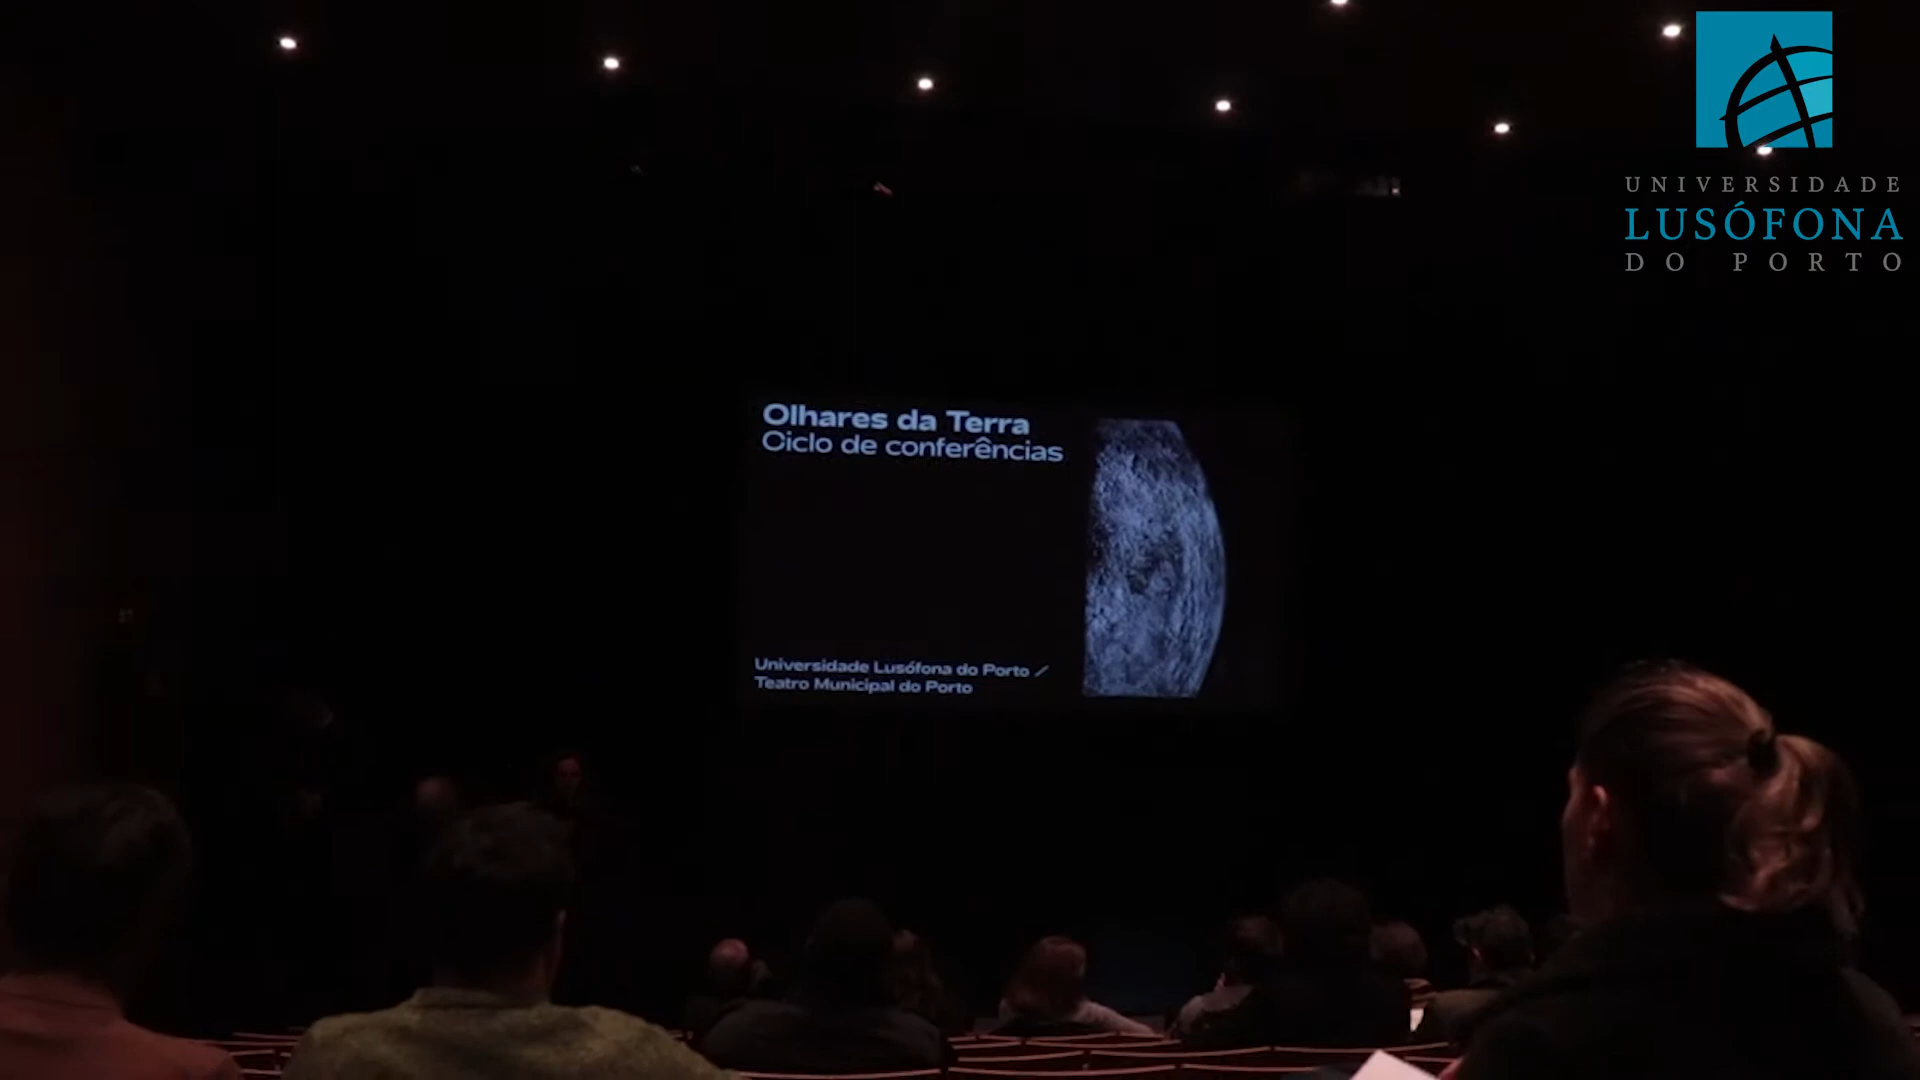 UNIVERSIDADE
LUSÓFONA
DO PORTO
Olhares da Terra
Ciclo de conferências
Universidade Lusófona do Porto /
Teatro Municipal do Porto